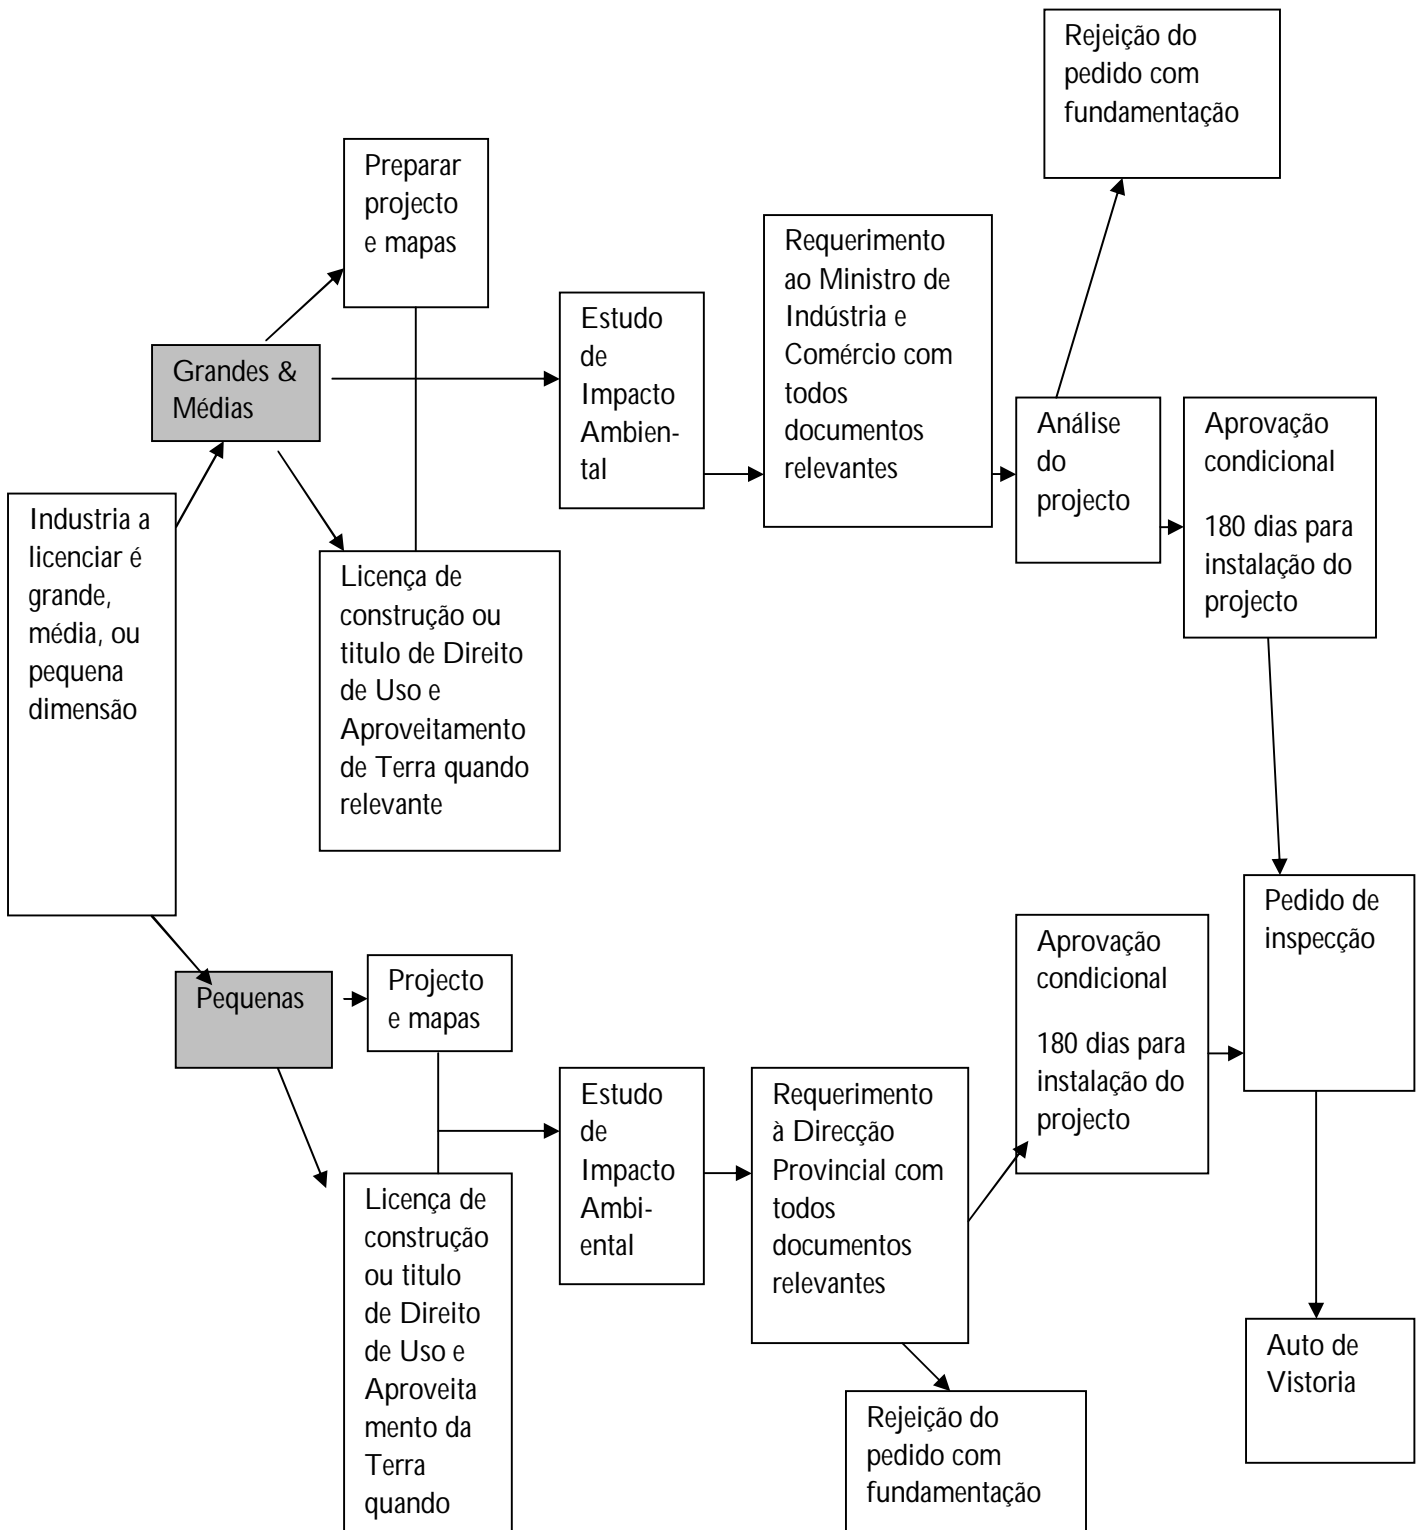 Rejeição do
pedido com
fundamentação
Preparar
projecto
e mapas
Requerimento
ao Ministro de
Indústria e
Comércio com
todos
documentos
relevantes
Estudo
de
Impacto
Ambien-
tal
Grandes &
Médias
Análise
do
projecto
Aprovação
condicional
180 dias para
instalação do
projecto
Industria a
licenciar é
grande,
média, ou
pequena
dimensão
Licença de
construção ou
titulo de Direito
de Uso e
Aproveitamento
de Terra quando
relevante
Pedido de
inspecção
Aprovação
condicional
180 dias para
instalação do
projecto
Projecto
e mapas
Pequenas
Estudo
de
Impacto
Ambi-
ental
Requerimento
à Direcção
Provincial com
todos
documentos
relevantes
Licença de
construção
ou titulo
de Direito
de Uso e
Aproveita
mento da
Terra
quando
Auto de
Vistoria
Rejeição do
pedido com
fundamentação